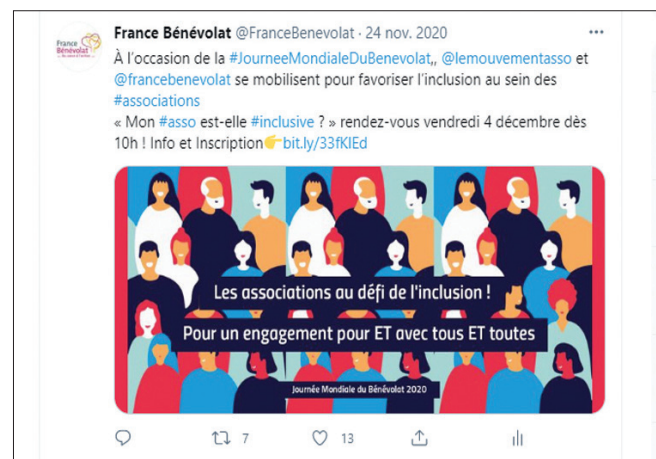 France Bénévolat @FranceBenevolat · 24 nov. 2020
France
Bénévolat
À l'occasion de la #JourneeMondialeDuBenevolat,, @lemouvementasso et
@francebenevolat se mobilisent pour favoriser l'inclusion au sein des
#associations
« Mon #asso est-elle #inclusive ? » rendez-vous vendredi 4 décembre dès
10h ! Info et Inscription👉bit.ly/33fKlEd
Les associations au défi de l'inclusion !
Pour un engagement pour ET avec tous ET toutes
Journée Mondiale du Bénévolat 2020
7
13